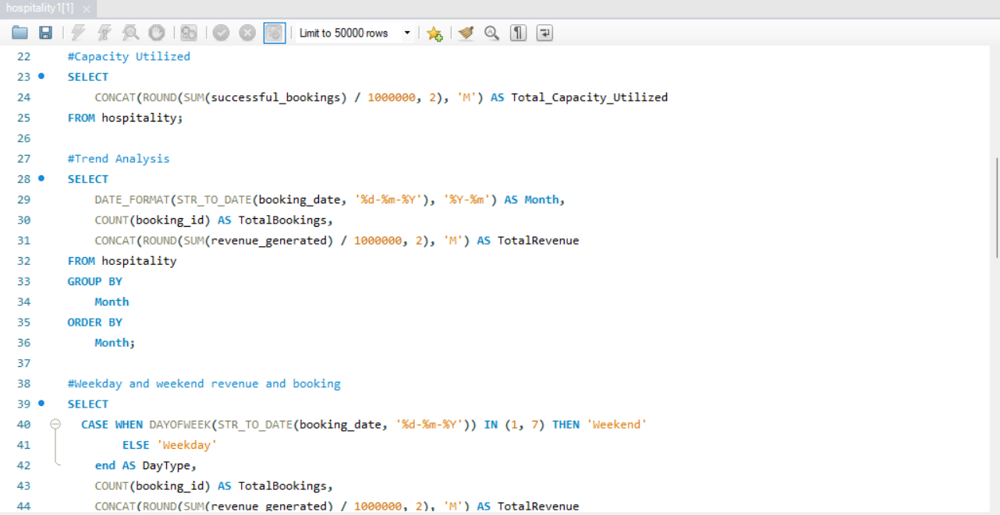 hospitality1[1] ×
Limit to 50000 rows
22 #Capacity Utilized
23 SELECT
24 CONCAT(ROUND(SUM(successful_bookings) / 1000000, 2), 'M') AS Total_Capacity_Utilized
25 FROM hospitality;
26
27 #Trend Analysis
28 SELECT
29 DATE_FORMAT(STR_TO_DATE(booking_date, '%d-%m-%Y'), '%Y-%m') AS Month,
30 COUNT(booking_id) AS TotalBookings,
31 CONCAT(ROUND(SUM(revenue_generated) / 1000000, 2), 'M') AS TotalRevenue
32 FROM hospitality
33 GROUP BY
34 Month
35 ORDER BY
36 Month;
37
38 #Weekday and weekend revenue and booking
39 SELECT
40 CASE WHEN DAYOFWEEK(STR_TO_DATE(booking_date, '%d-%m-%Y')) IN (1, 7) THEN 'Weekend'
41 ELSE 'Weekday'
42 end AS DayType,
43 COUNT(booking_id) AS TotalBookings,
44 CONCAT(ROUND(SUM(revenue_generated) / 1000000, 2), 'M') AS TotalRevenue